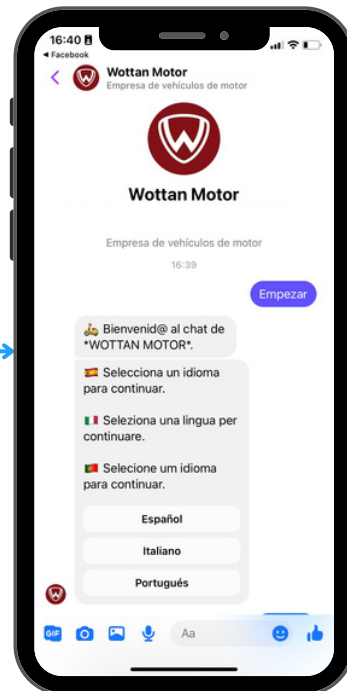 16:40
◀ Facebook
Wottan Motor
Empresa de vehículos de motor
Wottan Motor
Empresa de vehículos de motor
16:39
Empezar
🛵 Bienvenid@ al chat de
*WOTTAN MOTOR*.
🇪🇸 Selecciona un idioma
para continuar.
🇮🇹 Seleziona una lingua per
continuare.
🇵🇹 Selecione um idioma
para continuar.
Español
Italiano
Portugués
GIF
Aa